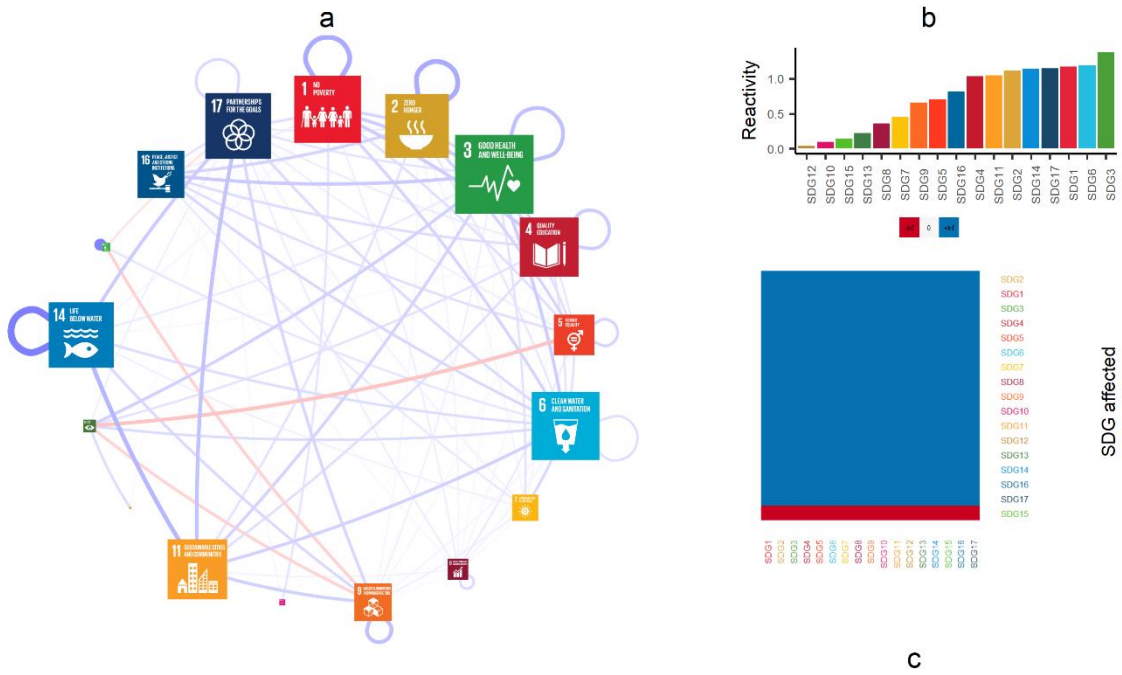 a
b
1 NO
POVERTY
2 ZERO
HUNGER
17 PARTNERSHIPS
FOR THE GOALS
3 GOOD HEALTH
AND WELL-BEING
16 PEACE, JUSTICE
AND STRONG
INSTITUTIONS
4 QUALITY
EDUCATION
14 LIFE
BELOW WATER
5 GENDER
EQUALITY
6 CLEAN WATER
AND SANITATION
11 SUSTAINABLE CITIES
AND COMMUNITIES
9
Reactivity
1.0
0.5
0.0
SDG12
SDG10
SDG15
SDG13
SDG8
SDG7
SDG9
SDG5
SDG16
SDG4
SDG11
SDG2
SDG14
SDG17
SDG1
SDG6
SDG3
0
SDG2
SDG1
SDG3
SDG4
SDG5
SDG6
SDG7
SDG8
SDG9
SDG10
SDG11
SDG12
SDG13
SDG14
SDG16
SDG17
SDG15
SDG affected
SDG1
SDG2
SDG3
SDG4
SDG5
SDG6
SDG7
SDG8
SDG9
SDG10
SDG11
SDG12
SDG13
SDG14
SDG15
SDG16
SDG17
c